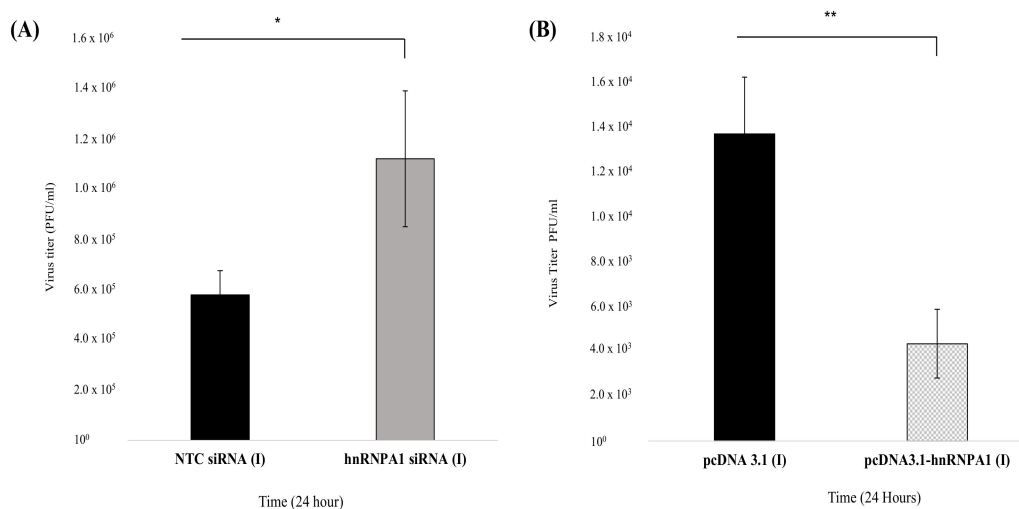 (A)
*
1.6 x 10⁶
1.4 x 10⁶
1.2 x 10⁶
1.0 x 10⁶
8.0 x 10⁵
6.0 x 10⁵
4.0 x 10⁵
2.0 x 10⁵
10⁰
Virus titer (PFU/ml)
NTC siRNA (I) hnRNPA1 siRNA (I)
Time (24 hour)
(B)
**
1.8 x 10⁴
1.6 x 10⁴
1.4 x 10⁴
1.2 x 10⁴
1.0 x 10⁴
8.0 x 10³
6.0 x 10³
4.0 x 10³
2.0 x 10³
10⁰
Virus Titer PFU/ml
pcDNA 3.1 (I) pcDNA3.1-hnRNPA1 (I)
Time (24 Hours)